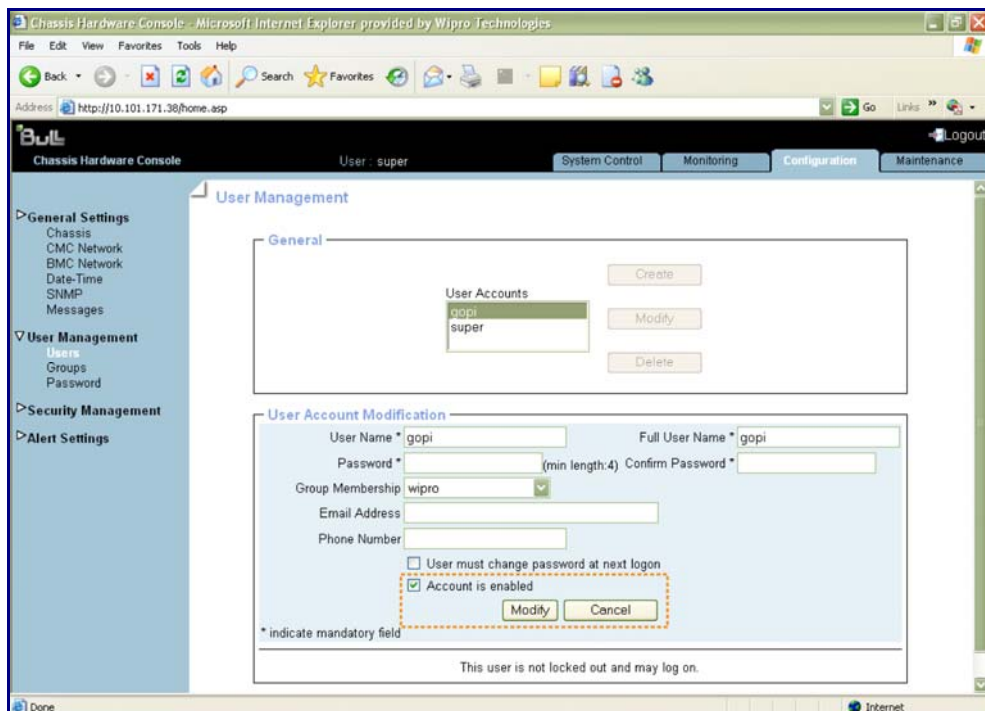 Chassis Hardware Console - Microsoft Internet Explorer provided by Wipro Technologies
File Edit View Favorites Tools Help
Back Search Favorites
Address http://10.101.171.38/home.asp Go Links »
Bull Logout
Chassis Hardware Console User : super System Control Monitoring Configuration Maintenance
User Management
General Settings
Chassis
CMC Network
BMC Network
Date-Time
SNMP
Messages
User Management
Users
Groups
Password
Security Management
Alert Settings
General
User Accounts
gopi
super
Create
Modify
Delete
User Account Modification
User Name * gopi Full User Name * gopi
Password * (min length:4) Confirm Password *
Group Membership wipro
Email Address
Phone Number
User must change password at next logon
Account is enabled
Modify Cancel
* indicate mandatory field
This user is not locked out and may log on.
Done Internet